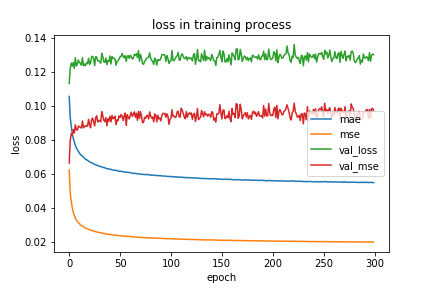 loss in training process
0.14
0.12
0.10
0.08
0.06
0.04
0.02
loss
mae
mse
val_loss
val_mse
0 50 100 150 200 250 300
epoch